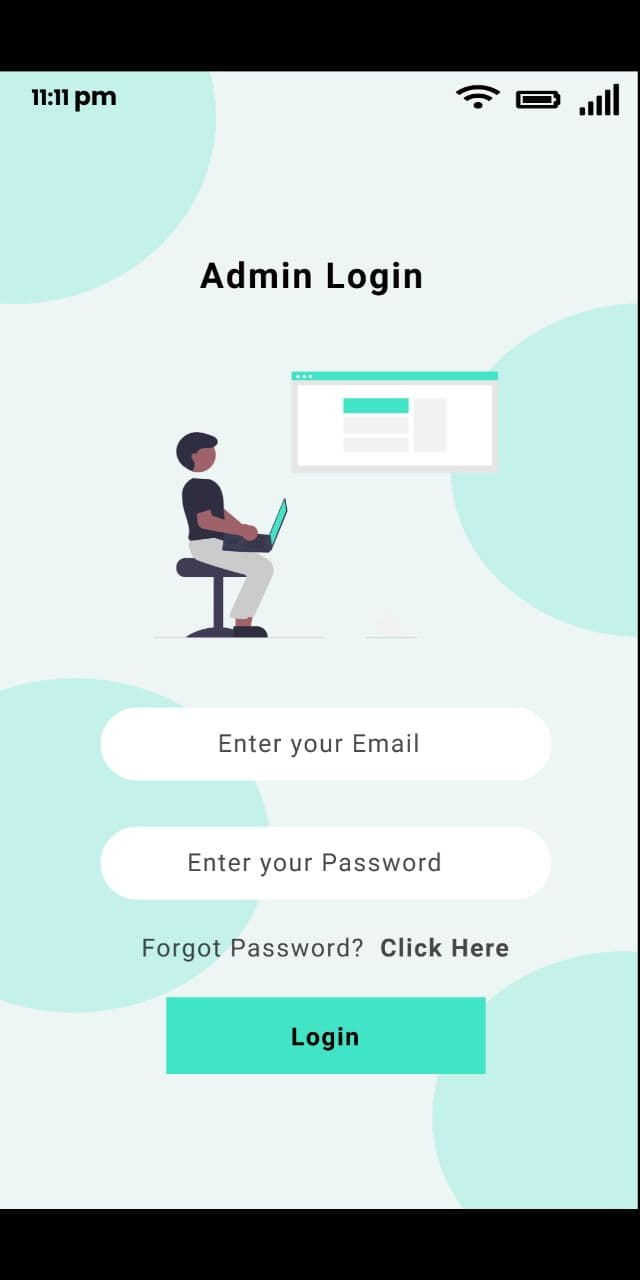 11:11 pm
Admin Login
Enter your Email
Enter your Password
Forgot Password? Click Here
Login